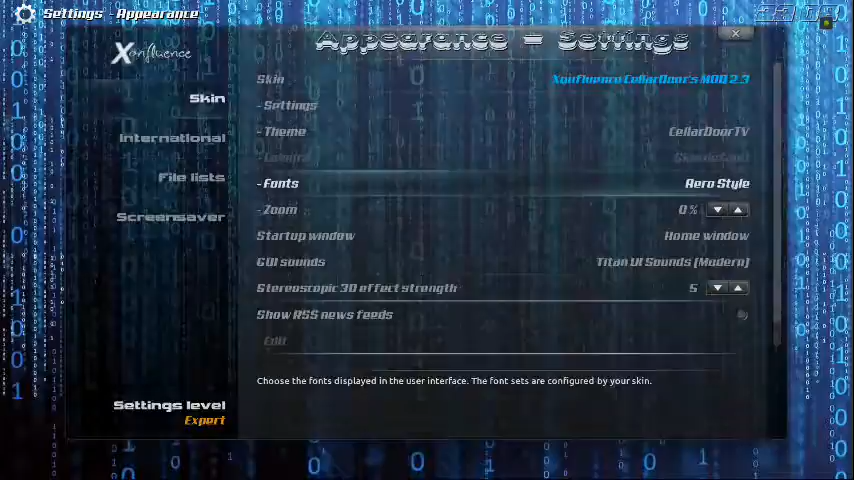 Settings - Appearance
Appearance - Settings
Xonfluence
Skin
International
File lists
Screensaver
Settings level
Expert
Skin Xonfluence CellarDoor's MOD 2.3
- Settings
- Theme CellarDoorTV
- Colours Skin default
- Fonts Aero Style
- Zoom 0 %
Startup window Home window
GUI sounds Titan UI Sounds (Modern)
Stereoscopic 3D effect strength 5
Show RSS news feeds
Edit
Choose the fonts displayed in the user interface. The font sets are configured by your skin.